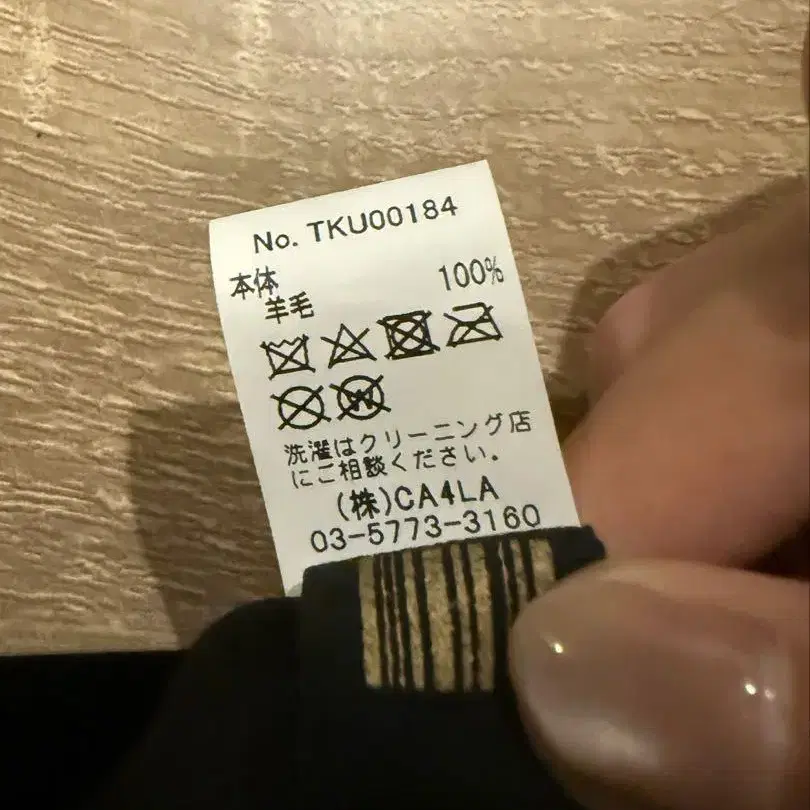 No. TKU00184
本体 100%
羊毛
洗濯はクリーニング店
にご相談ください。
(株)CA4LA
03-5773-3160